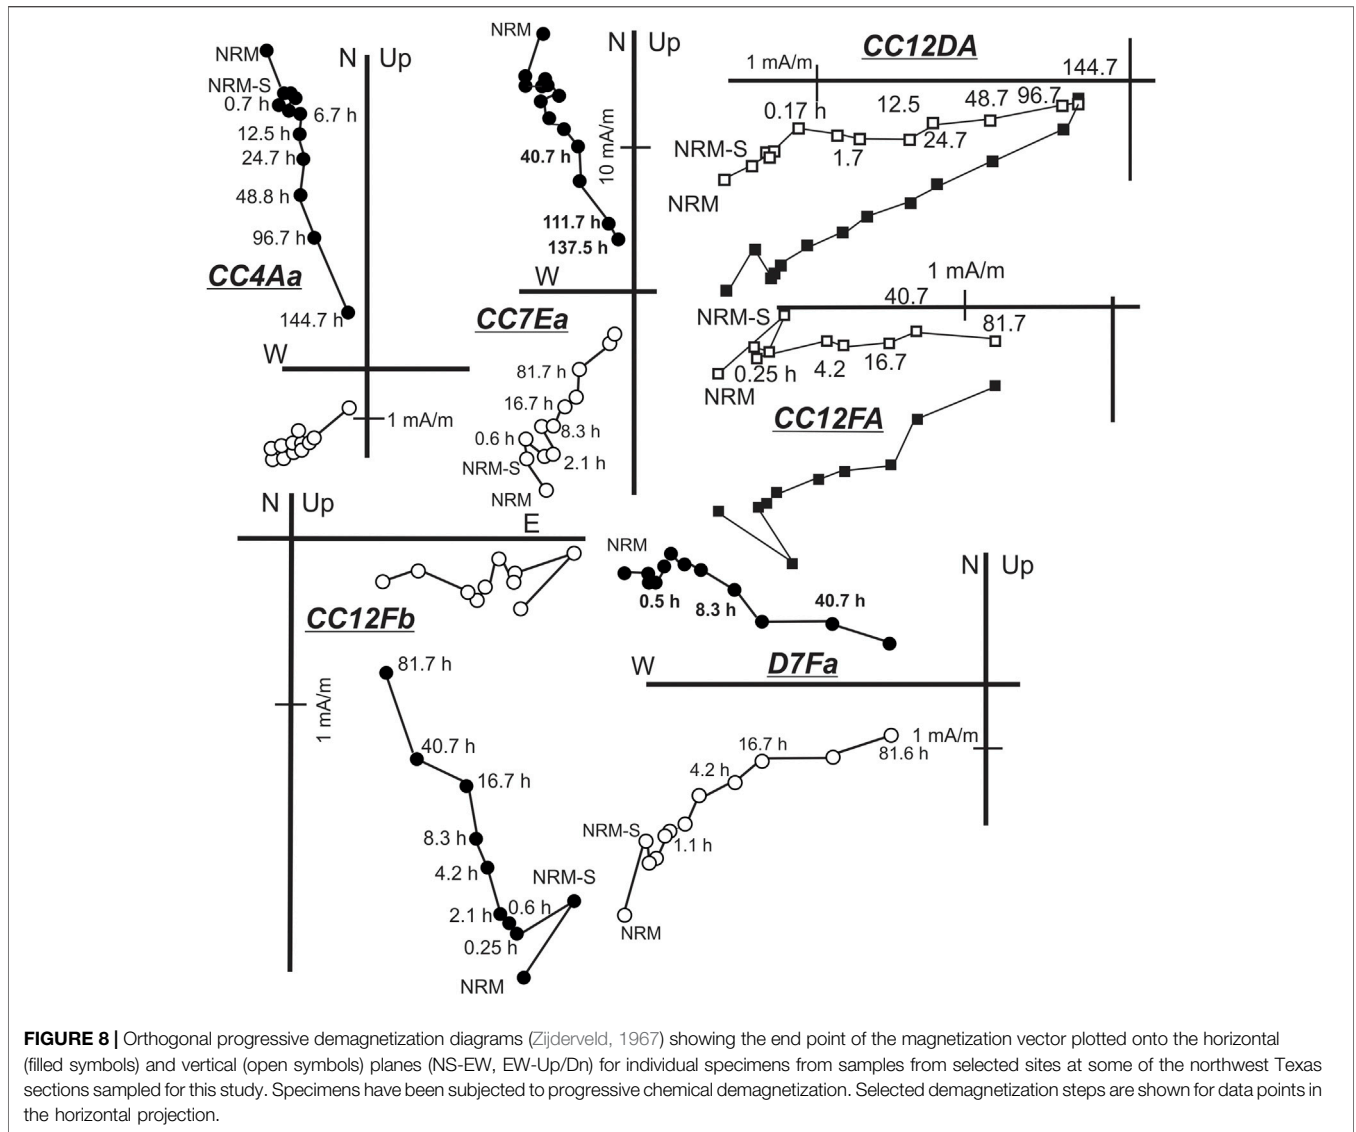 NRM
N Up
NRM-S
0.7 h
6.7 h
12.5 h
24.7 h
48.8 h
96.7 h
CC4Aa
144.7 h
W
1 mA/m
NRM
N Up
10 mA/m
40.7 h
111.7 h
137.5 h
W
CC7Ea
81.7 h
16.7 h
0.6 h
8.3 h
NRM-S
2.1 h
NRM
CC12DA
1 mA/m
144.7
0.17 h
12.5
48.7
96.7
NRM-S
1.7
24.7
NRM
1 mA/m
40.7
NRM-S
81.7
0.25 h
4.2
16.7
NRM
CC12FA
N Up
E
CC12Fb
81.7 h
1 mA/m
40.7 h
16.7 h
8.3 h
4.2 h
NRM-S
2.1 h
0.6 h
0.25 h
NRM
NRM
N Up
0.5 h
8.3 h
40.7 h
W
D7Fa
16.7 h
1 mA/m
81.6 h
4.2 h
NRM-S
1.1 h
NRM
FIGURE 8 | Orthogonal progressive demagnetization diagrams (Zijderveld, 1967) showing the end point of the magnetization vector plotted onto the horizontal
(filled symbols) and vertical (open symbols) planes (NS-EW, EW-Up/Dn) for individual specimens from samples from selected sites at some of the northwest Texas
sections sampled for this study. Specimens have been subjected to progressive chemical demagnetization. Selected demagnetization steps are shown for data points in
the horizontal projection.